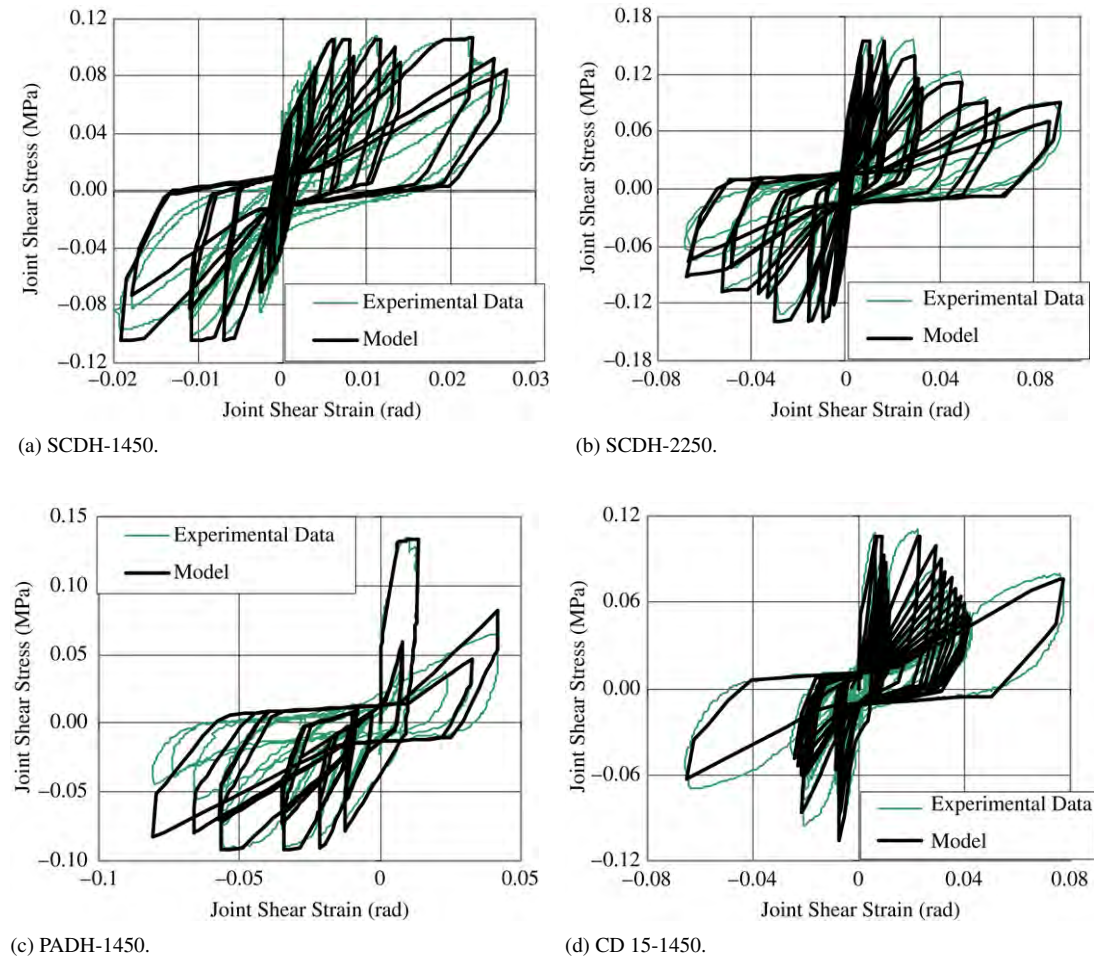 0.12
0.08
0.04
0.00
−0.04
−0.08
−0.12
Joint Shear Stress (MPa)
Experimental Data
Model
−0.02
−0.01
0
0.01
0.02
0.03
Joint Shear Strain (rad)
(a) SCDH-1450.
0.18
0.12
0.06
0.00
−0.06
−0.12
−0.18
Joint Shear Stress (MPa)
Experimental Data
Model
−0.08
−0.04
0
0.04
0.08
Joint Shear Strain (rad)
(b) SCDH-2250.
0.15
0.10
0.05
0.00
−0.05
−0.10
Joint Shear Stress (MPa)
Experimental Data
Model
−0.1
−0.05
0
0.05
Joint Shear Strain (rad)
(c) PADH-1450.
0.12
0.06
0.00
−0.06
−0.12
Joint Shear Stress (MPa)
Experimental Data
Model
−0.08
−0.04
0
0.04
0.08
Joint Shear Strain (rad)
(d) CD 15-1450.